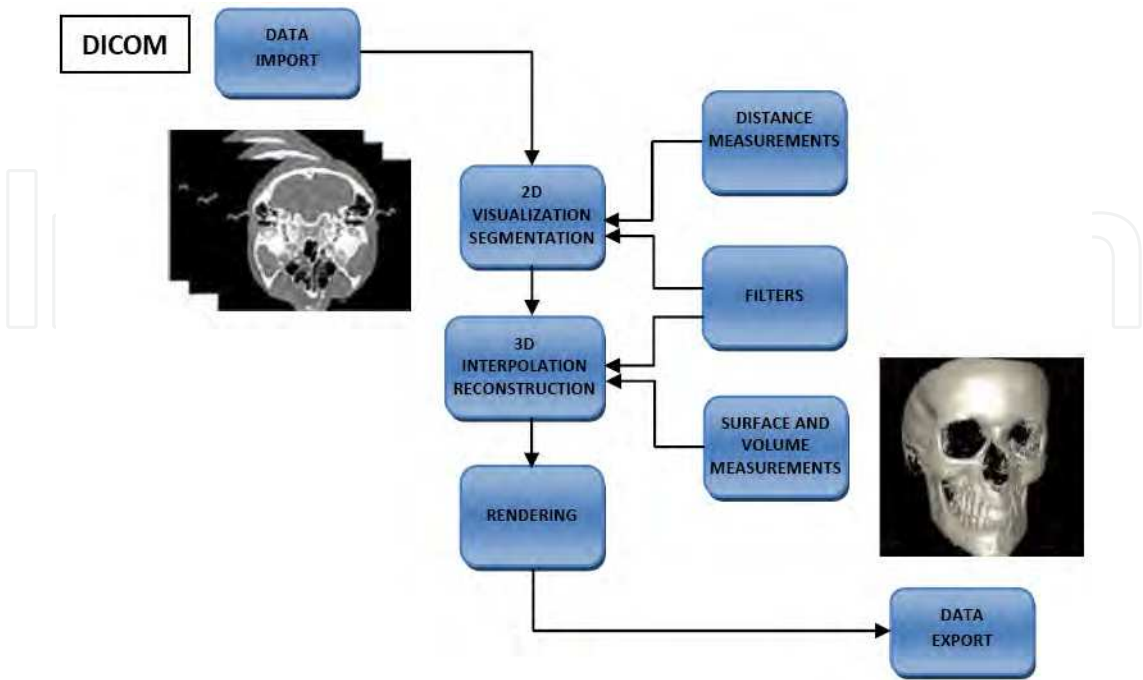 DICOM
DATA
IMPORT
DISTANCE
MEASUREMENTS
2D
VISUALIZATION
SEGMENTATION
FILTERS
3D
INTERPOLATION
RECONSTRUCTION
SURFACE AND
VOLUME
MEASUREMENTS
RENDERING
DATA
EXPORT